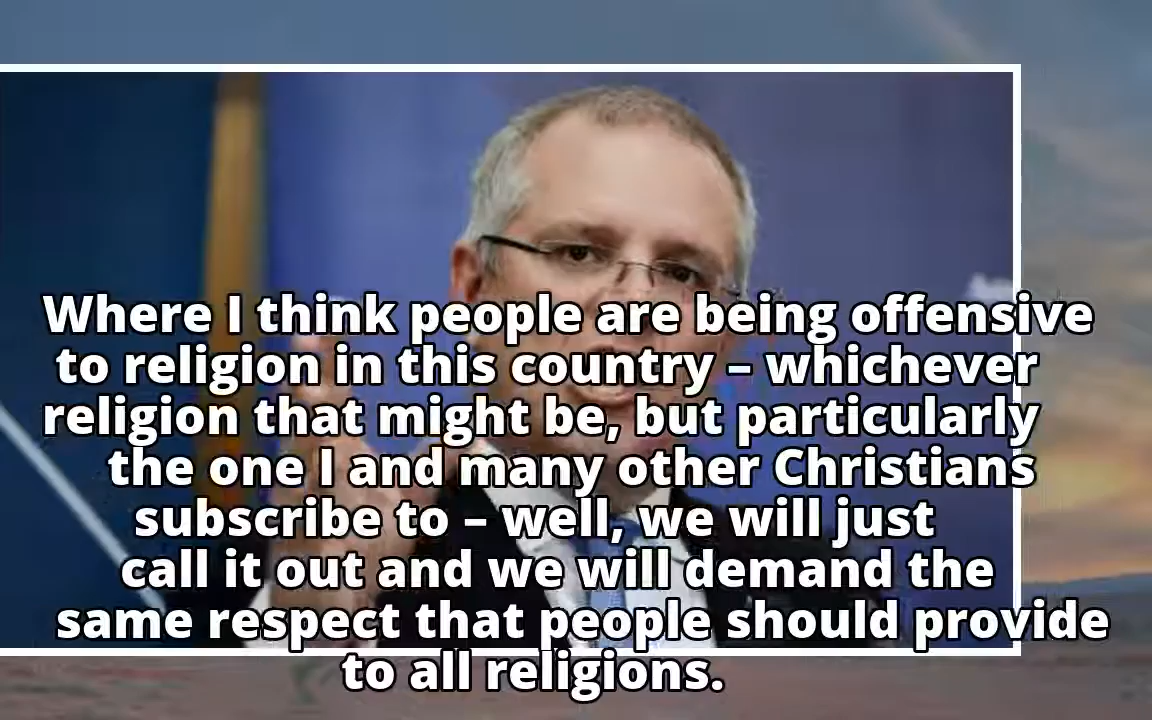 Where I think people are being offensive
to religion in this country – whichever
religion that might be, but particularly
the one I and many other Christians
subscribe to – well, we will just
call it out and we will demand the
same respect that people should provide
to all religions.